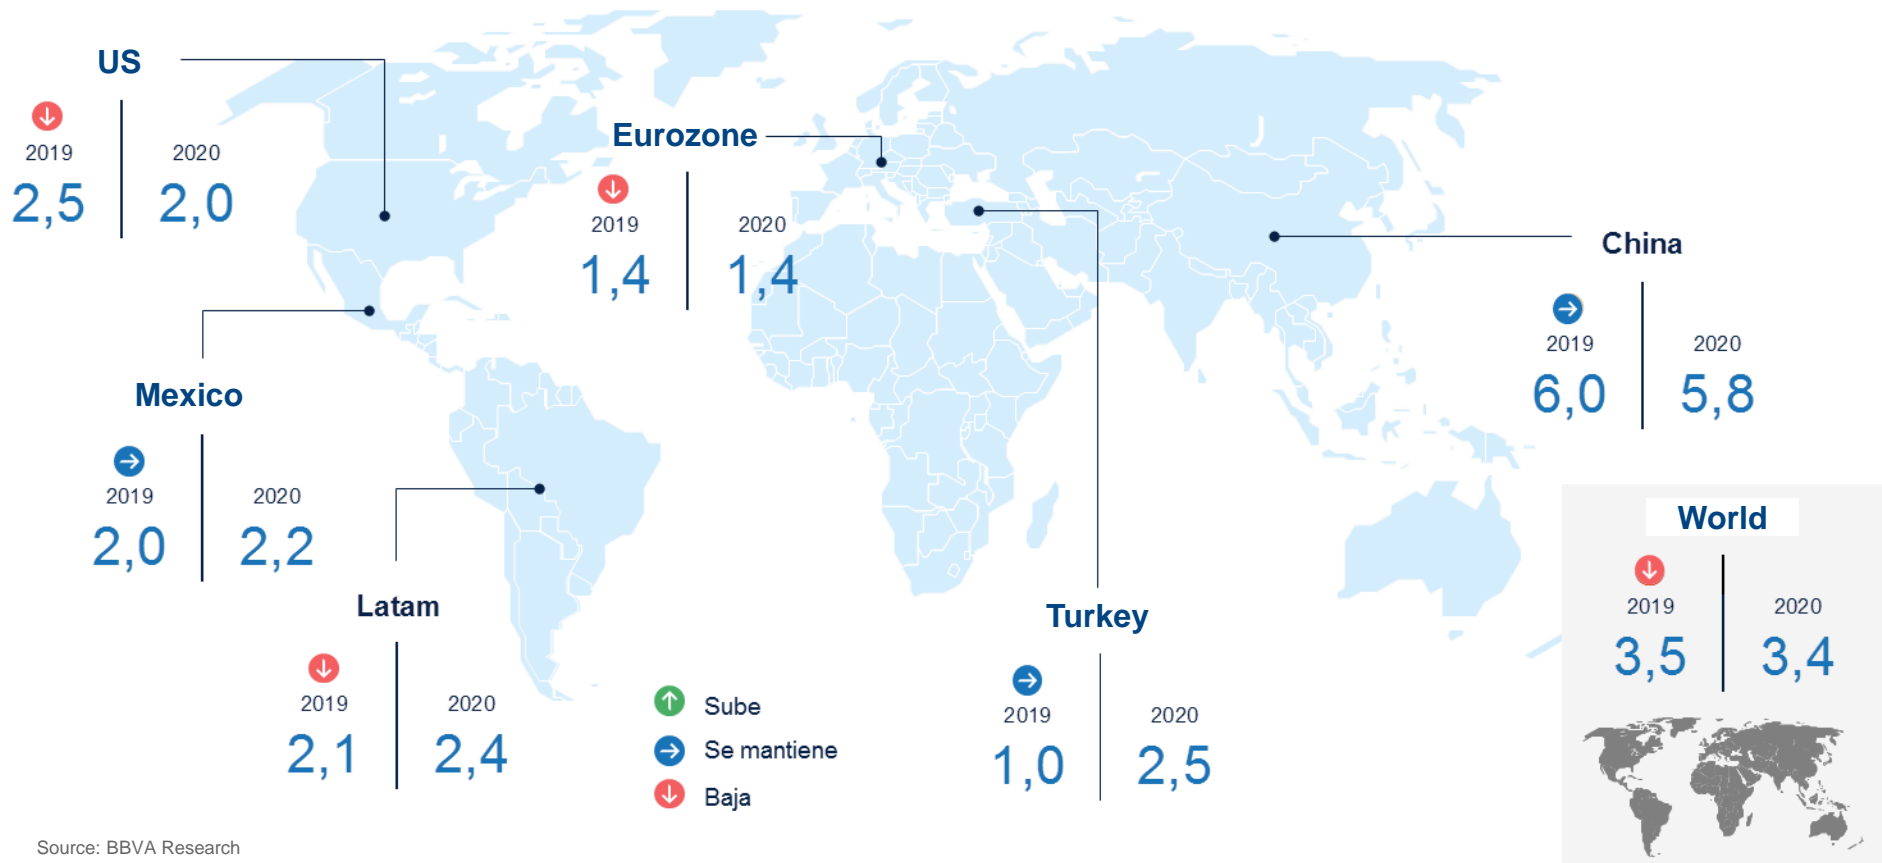 US
2019 2020
2,5 2,0
Eurozone
2019 2020
1,4 1,4
China
2019 2020
6,0 5,8
Mexico
2019 2020
2,0 2,2
Latam
2019 2020
2,1 2,4
Turkey
2019 2020
1,0 2,5
World
2019 2020
3,5 3,4
Sube
Se mantiene
Baja
Source: BBVA Research